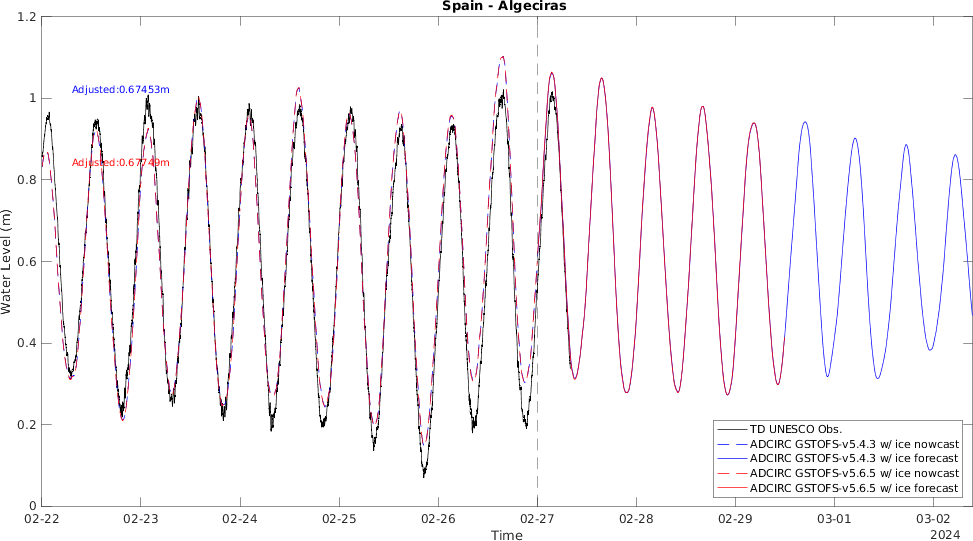 Spain - Algeciras
1.2
1
0.8
0.6
0.4
0.2
0
Water Level (m)
Adjusted:0.67453m
Adjusted:0.67749m
TD UNESCO Obs.
ADCIRC GSTOFS-v5.4.3 w/ ice nowcast
ADCIRC GSTOFS-v5.4.3 w/ ice forecast
ADCIRC GSTOFS-v5.6.5 w/ ice nowcast
ADCIRC GSTOFS-v5.6.5 w/ ice forecast
02-22 02-23 02-24 02-25 02-26 02-27 02-28 02-29 03-01 03-02
Time 2024